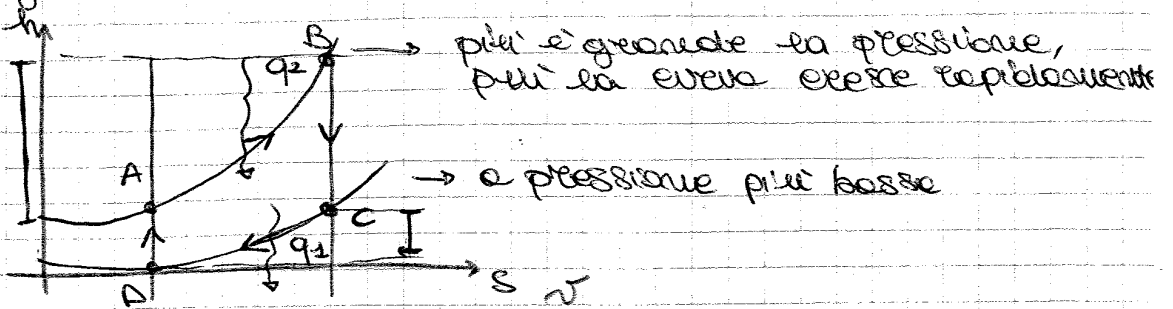 h
B → più è grande la pressione,
q2 più la curva cresce rapidamente
A
→ a pressione più bassa
C
q1
D
S